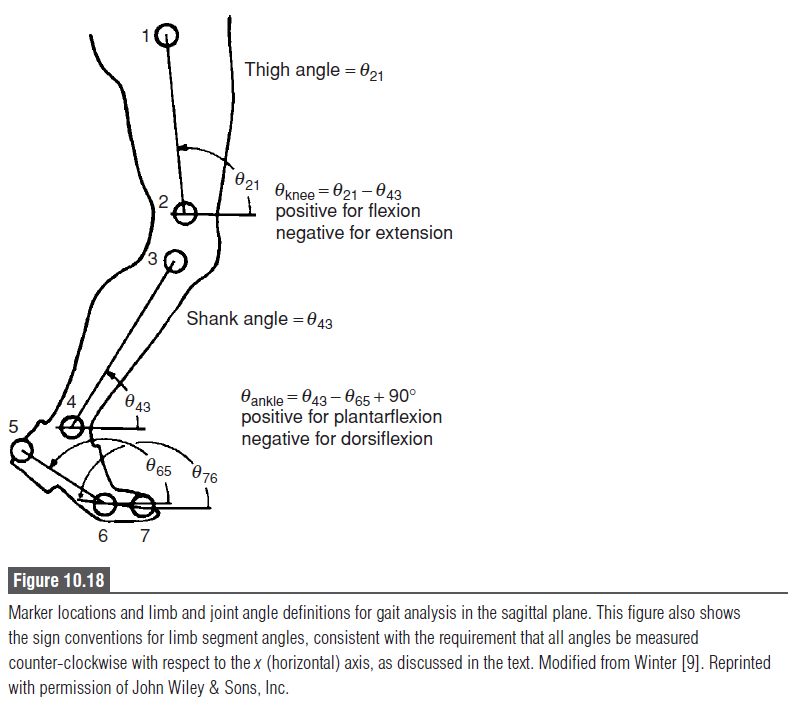 1
Thigh angle = θ21
θ21
θknee = θ21 − θ43
positive for flexion
negative for extension
2
3
Shank angle = θ43
4
θ43
θankle = θ43 − θ65 + 90°
positive for plantarflexion
negative for dorsiflexion
5
θ65
θ76
6
7
Figure 10.18
Marker locations and limb and joint angle definitions for gait analysis in the sagittal plane. This figure also shows
the sign conventions for limb segment angles, consistent with the requirement that all angles be measured
counter-clockwise with respect to the x (horizontal) axis, as discussed in the text. Modified from Winter [9]. Reprinted
with permission of John Wiley & Sons, Inc.